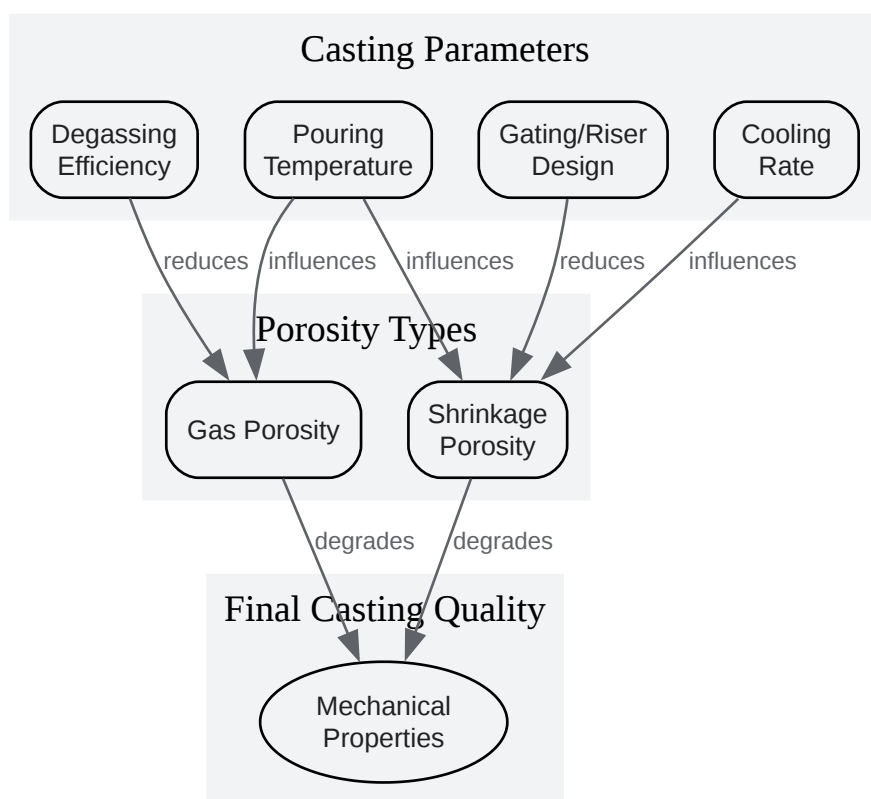 Casting Parameters
Degassing
Efficiency
Pouring
Temperature
Gating/Riser
Design
Cooling
Rate
reduces
influences
influences
reduces
influences
Porosity Types
Gas Porosity
Shrinkage
Porosity
degrades
degrades
Final Casting Quality
Mechanical
Properties